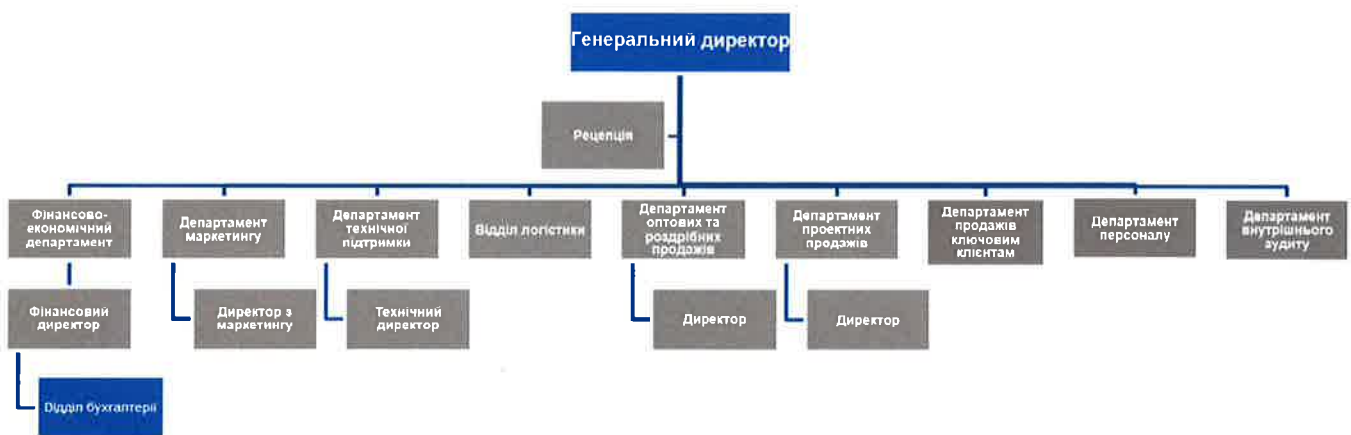 Генеральний директор
Рецепція
Фінансово-
економічний
департамент
Департамент
маркетингу
Департамент
технічної
підтримки
Відділ логістики
Департамент
оптових та
роздрібних
продажів
Департамент
проектних
продажів
Департамент
продажів
ключовим
клієнтам
Департамент
персоналу
Департамент
внутрішнього
аудиту
Фінансовий
директор
Директор з
маркетингу
Технічний
директор
Директор
Директор
Відділ бухгалтерії